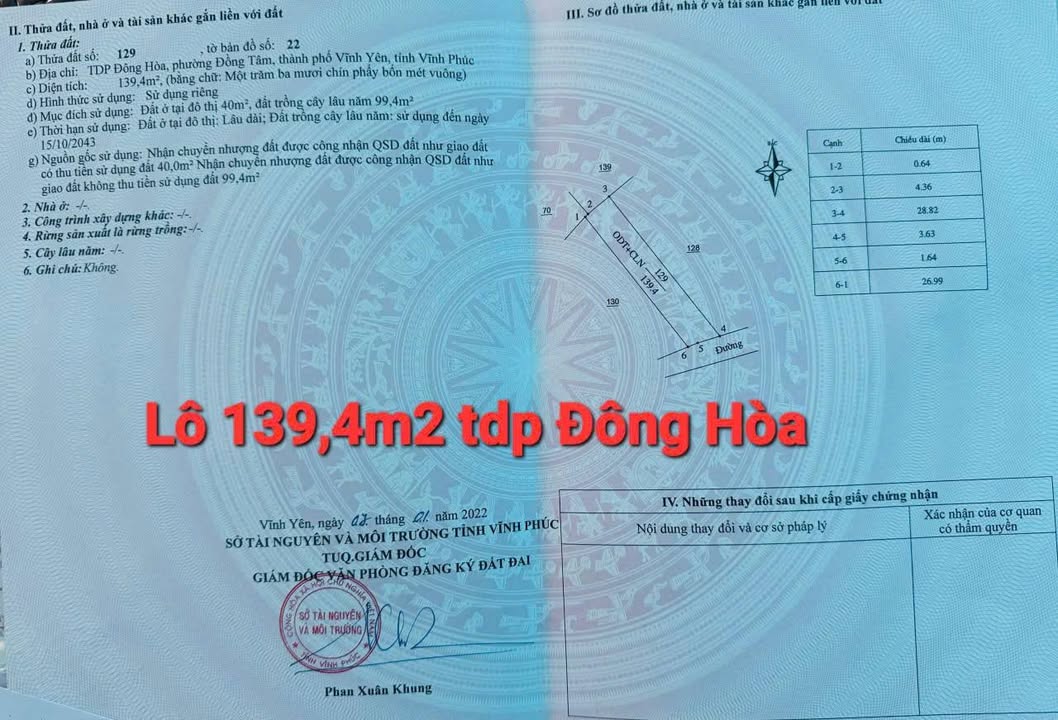 II. Thửa đất, nhà ở và tài sản khác gắn liền với đất
1. Thửa đất:
a) Thửa đất số: 129 , tờ bản đồ số: 22
b) Địa chỉ: TDP Đông Hòa, phường Đồng Tâm, thành phố Vĩnh Yên, tỉnh Vĩnh Phúc
c) Diện tích: 139,4m², (bằng chữ: Một trăm ba mươi chín phẩy bốn mét vuông)
d) Hình thức sử dụng: Sử dụng riêng
đ) Mục đích sử dụng: Đất ở tại đô thị 40m², đất trồng cây lâu năm 99,4m²
e) Thời hạn sử dụng: Đất ở tại đô thị: Lâu dài; Đất trồng cây lâu năm: sử dụng đến ngày
15/10/2043
g) Nguồn gốc sử dụng: Nhận chuyển nhượng đất được công nhận QSD đất như giao đất
có thu tiền sử dụng đất 40,0m² Nhận chuyển nhượng đất được công nhận QSD đất như
giao đất không thu tiền sử dụng đất 99,4m²
2. Nhà ở: -/-.
3. Công trình xây dựng khác: -/-.
4. Rừng sản xuất là rừng trồng:-/-.
5. Cây lâu năm: -/-.
6. Ghi chú: Không.
III. Sơ đồ thửa đất, nhà ở và tài sản khác gắn liền với đất
Cạnh Chiều dài (m)
1-2 0.64
2-3 4.36
3-4 28.82
4-5 3.63
5-6 1.64
6-1 26.99
139
3
2
1
70
128
ODT+CLN 129
139.4
130
4
5
6
Đường
Lô 139,4m2 tdp Đông Hòa
Vĩnh Yên, ngày 07 tháng 01 năm 2022
SỞ TÀI NGUYÊN VÀ MÔI TRƯỜNG TỈNH VĨNH PHÚC
TUQ.GIÁM ĐỐC
GIÁM ĐỐC VĂN PHÒNG ĐĂNG KÝ ĐẤT ĐAI
CỘNG HÒA XÃ HỘI CHỦ NGHĨA VIỆT NAM
SỞ TÀI NGUYÊN
VÀ MÔI TRƯỜNG
TỈNH VĨNH PHÚC
Phan Xuân Khung
IV. Những thay đổi sau khi cấp giấy chứng nhận
Nội dung thay đổi và cơ sở pháp lý
Xác nhận của cơ quan
có thẩm quyền